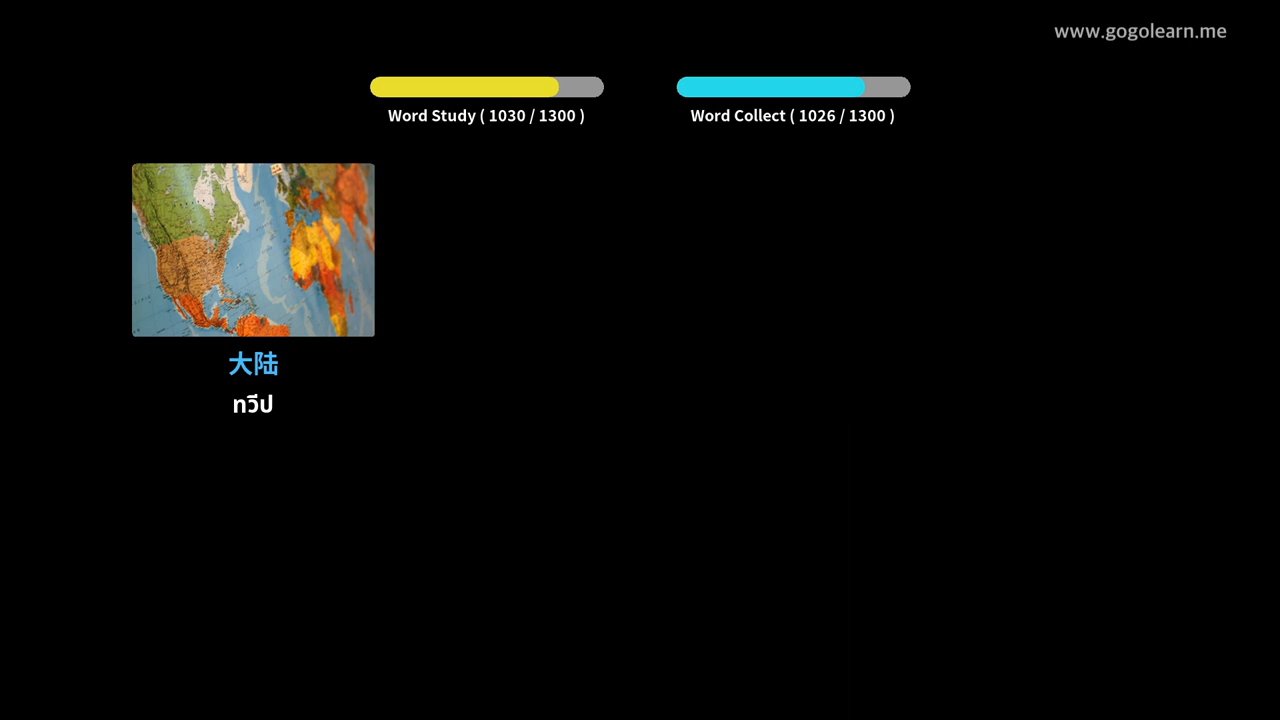 www.gogolearn.me
Word Study ( 1030 / 1300 )
Word Collect ( 1026 / 1300 )
大陆
ทวีป